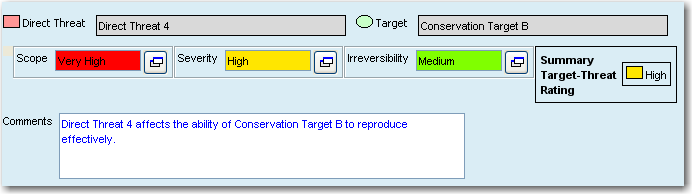 Direct Threat Direct Threat 4 Target Conservation Target B
Scope Very High Severity High Irreversibility Medium
Summary
Target-Threat
Rating
High
Comments
Direct Threat 4 affects the ability of Conservation Target B to reproduce
effectively.